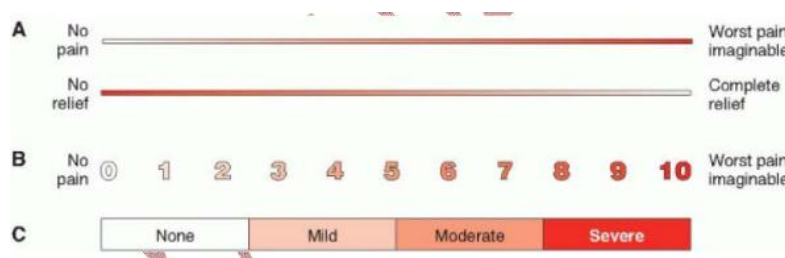 A No pain Worst pain imaginable
No relief Complete relief
B No pain 0 1 2 3 4 5 6 7 8 9 10 Worst pain imaginable
C None Mild Moderate Severe